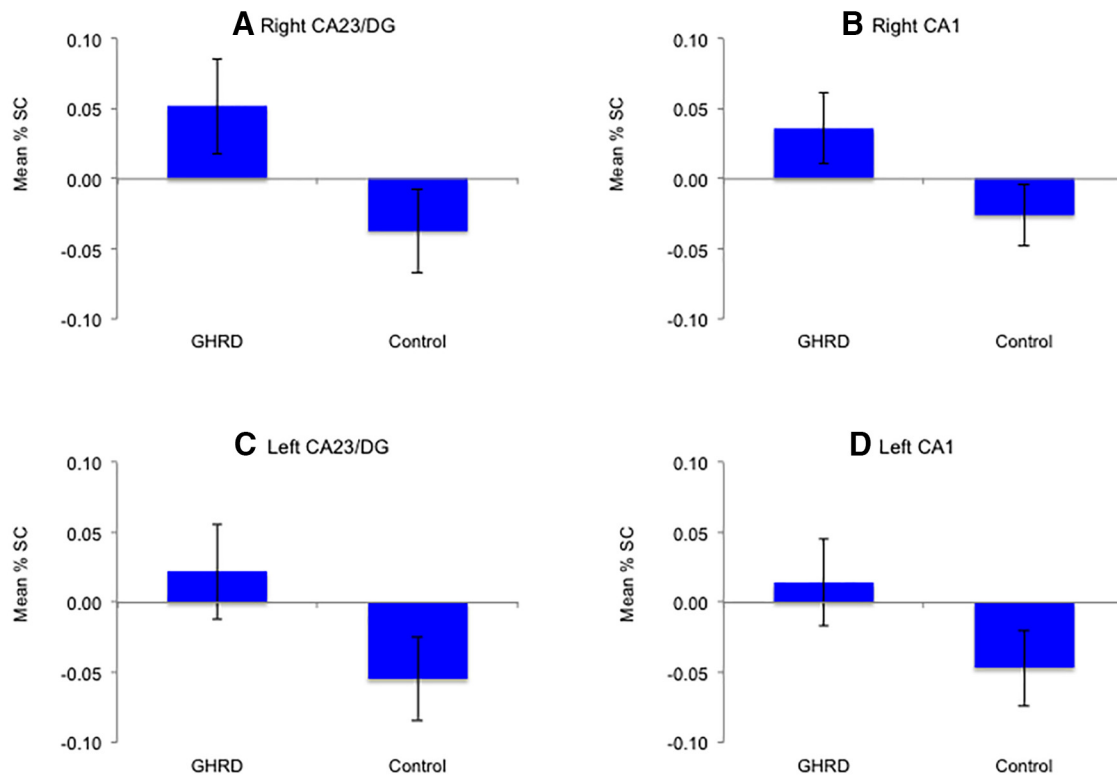 A Right CA23/DG
0.10
0.05
0.00
-0.05
-0.10
Mean % SC
GHRD
Control
B Right CA1
0.10
0.05
0.00
-0.05
-0.10
Mean % SC
GHRD
Control
C Left CA23/DG
0.10
0.05
0.00
-0.05
-0.10
Mean % SC
GHRD
Control
D Left CA1
0.10
0.05
0.00
-0.05
-0.10
Mean % SC
GHRD
Control